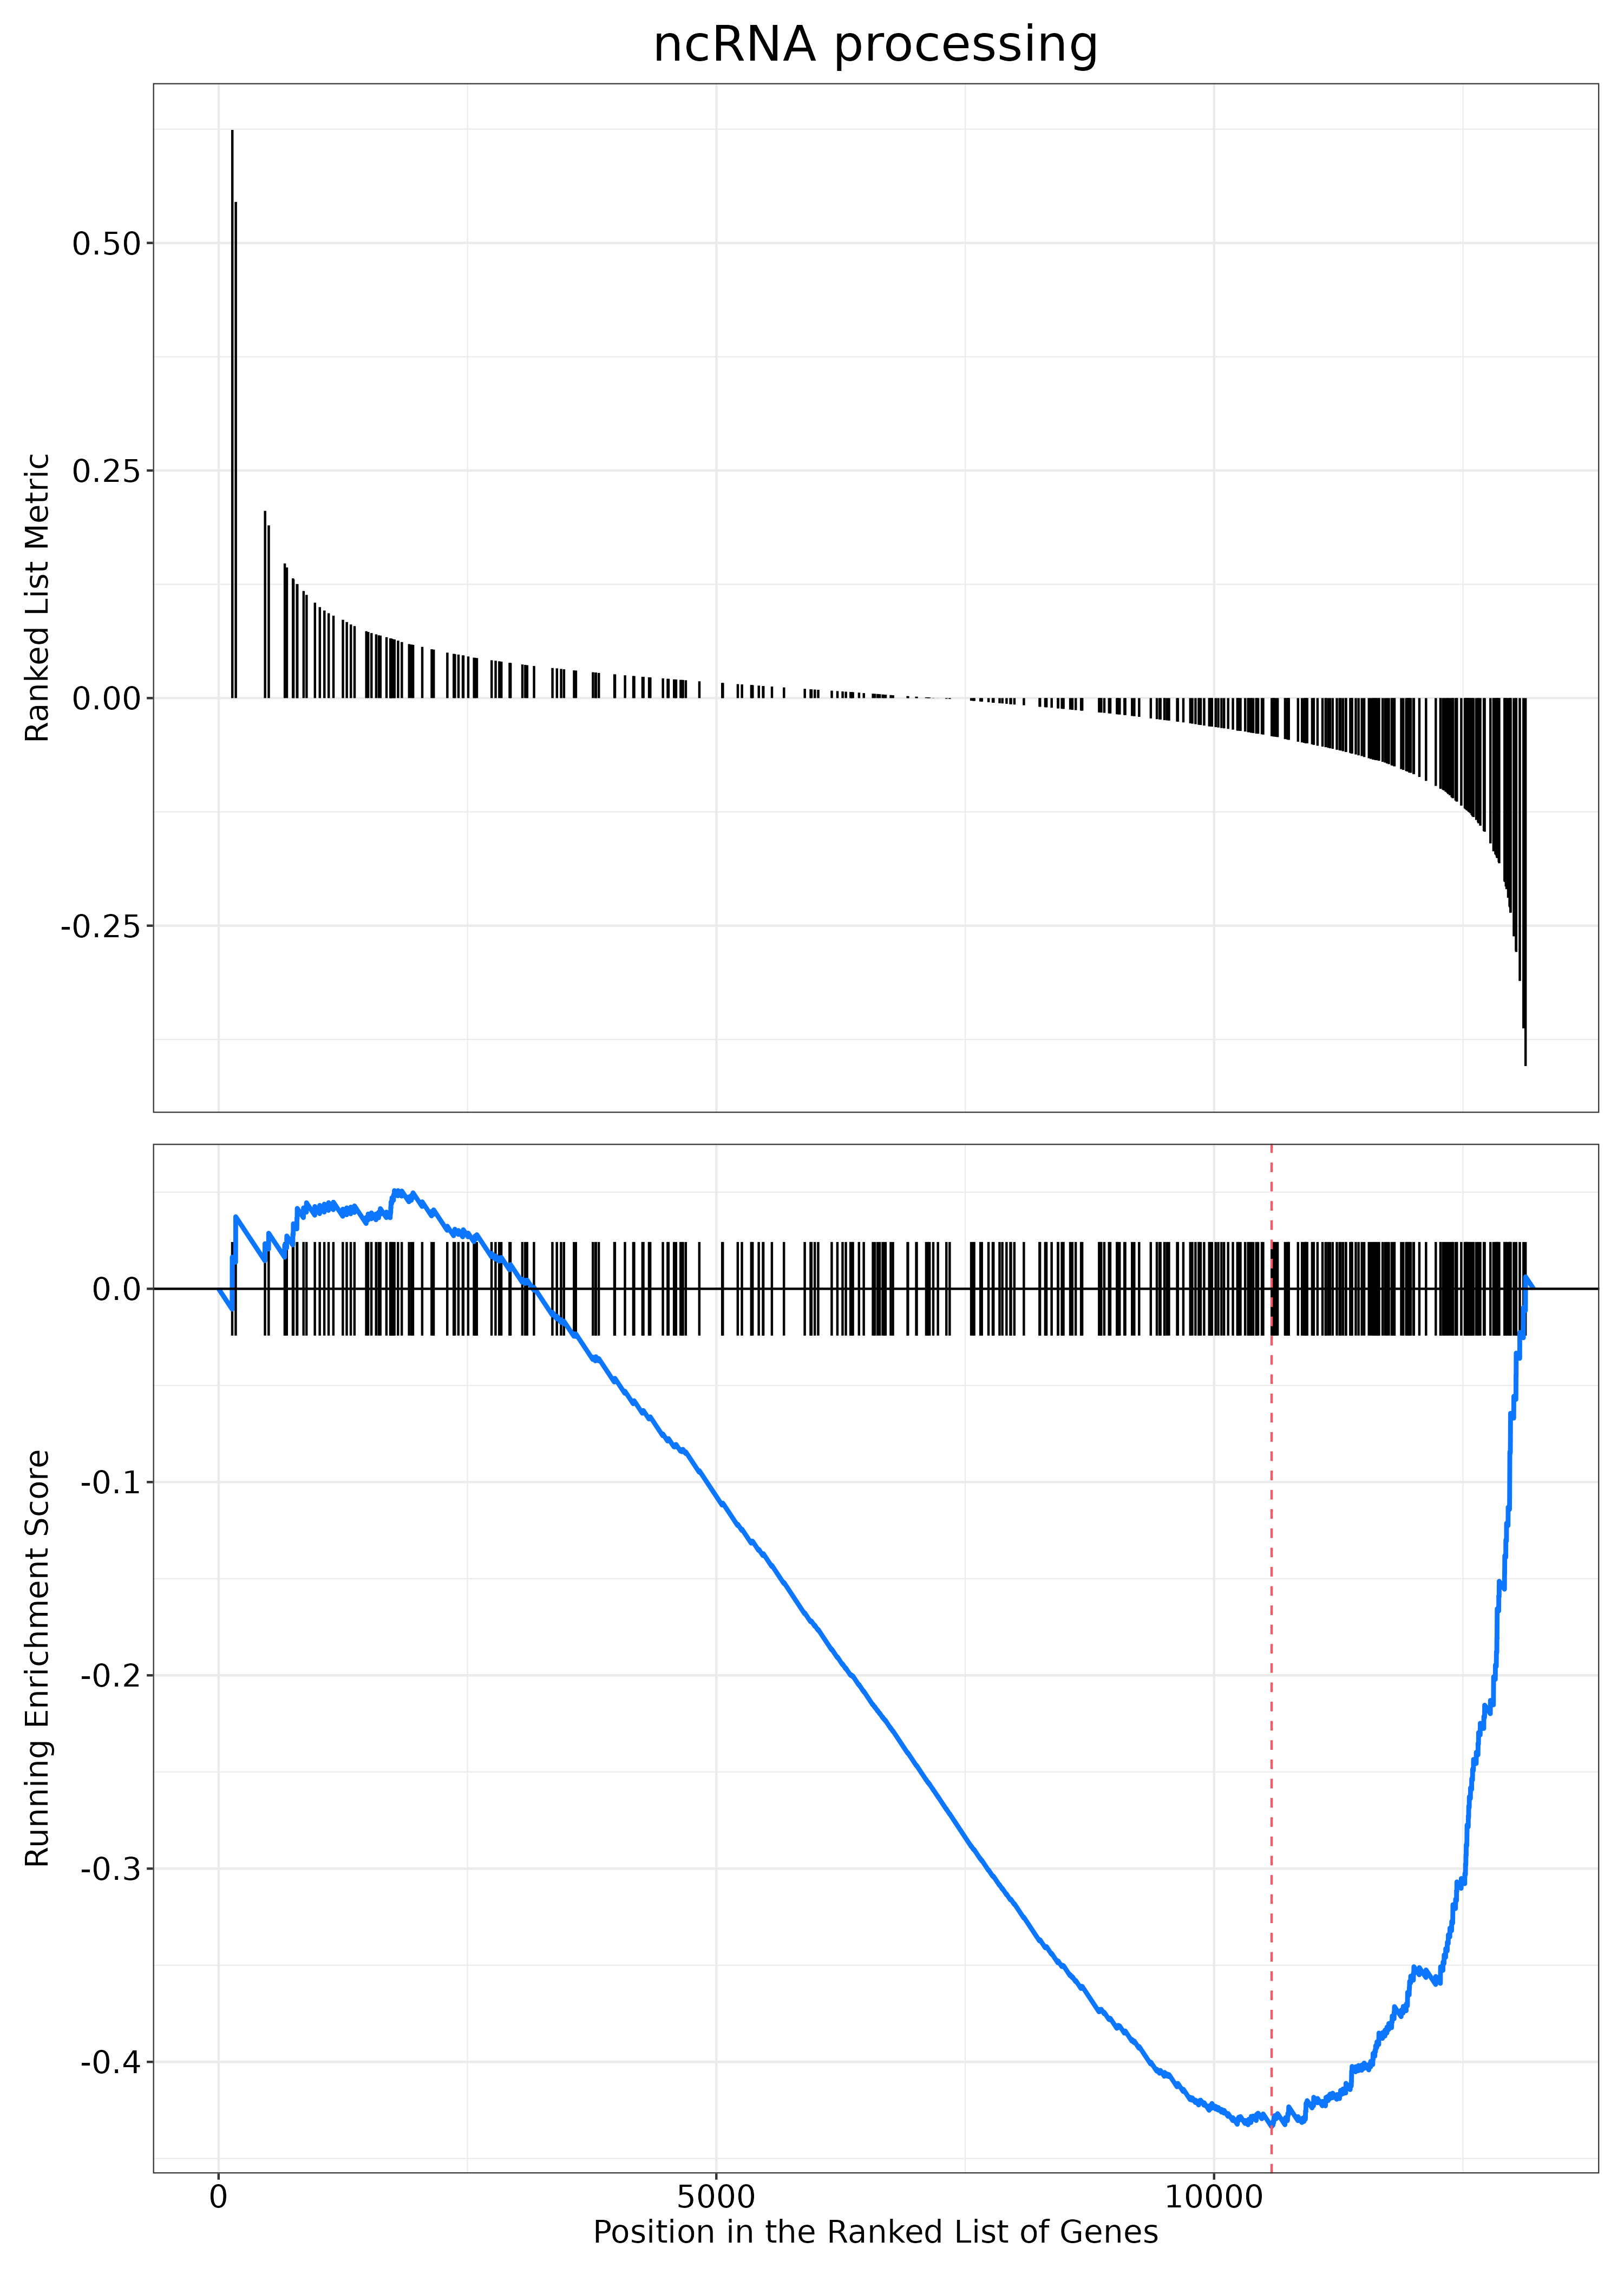 ncRNA processing
0.50
0.25
0.00
-0.25
Ranked List Metric
0.0
-0.1
-0.2
-0.3
-0.4
Running Enrichment Score
0 5000 10000
Position in the Ranked List of Genes